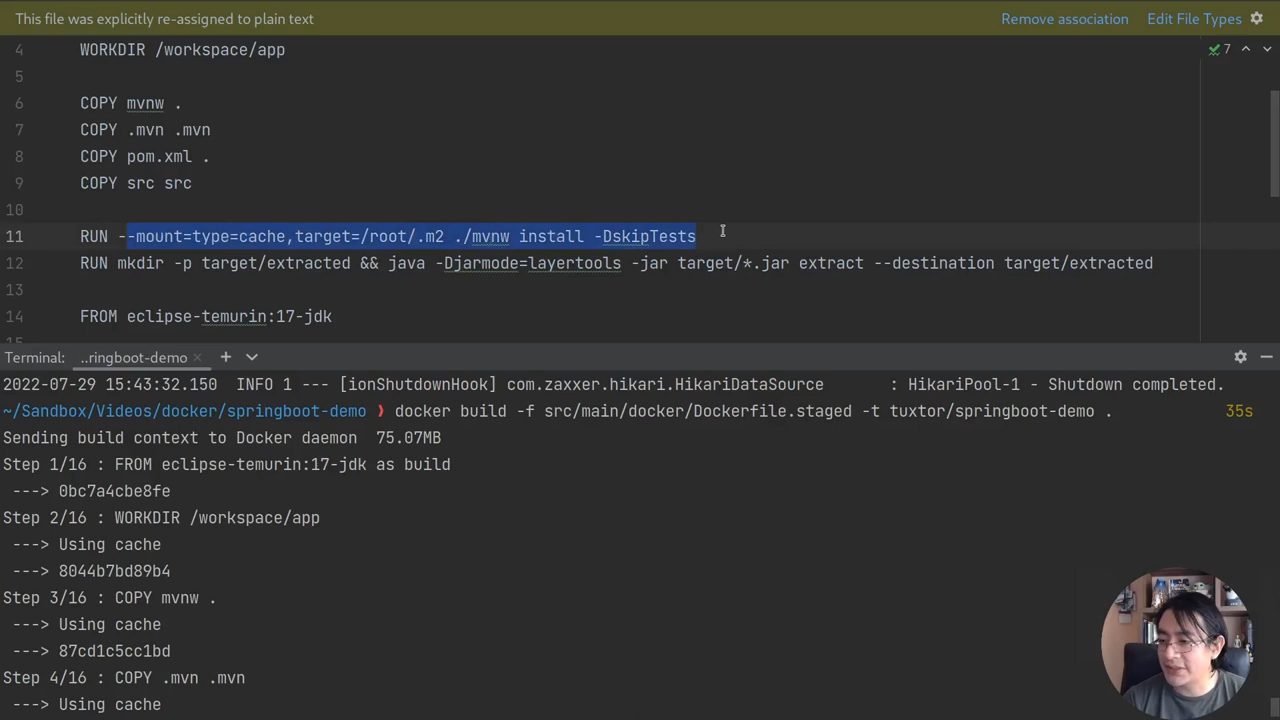 This file was explicitly re-assigned to plain text Remove association Edit File Types
4 WORKDIR /workspace/app 7
5
6 COPY mvnw .
7 COPY .mvn .mvn
8 COPY pom.xml .
9 COPY src src
10
11 RUN --mount=type=cache,target=/root/.m2 ./mvnw install -DskipTests
12 RUN mkdir -p target/extracted && java -Djarmode=layertools -jar target/*.jar extract --destination target/extracted
13
14 FROM eclipse-temurin:17-jdk
15
Terminal: ..ringboot-demo × +
2022-07-29 15:43:32.150 INFO 1 --- [ionShutdownHook] com.zaxxer.hikari.HikariDataSource : HikariPool-1 - Shutdown completed.
~/Sandbox/Videos/docker/springboot-demo ❯ docker build -f src/main/docker/Dockerfile.staged -t tuxtor/springboot-demo . 35s
Sending build context to Docker daemon 75.07MB
Step 1/16 : FROM eclipse-temurin:17-jdk as build
---> 0bc7a4cbe8fe
Step 2/16 : WORKDIR /workspace/app
---> Using cache
---> 8044b7bd89b4
Step 3/16 : COPY mvnw .
---> Using cache
---> 87cd1c5cc1bd
Step 4/16 : COPY .mvn .mvn
---> Using cache